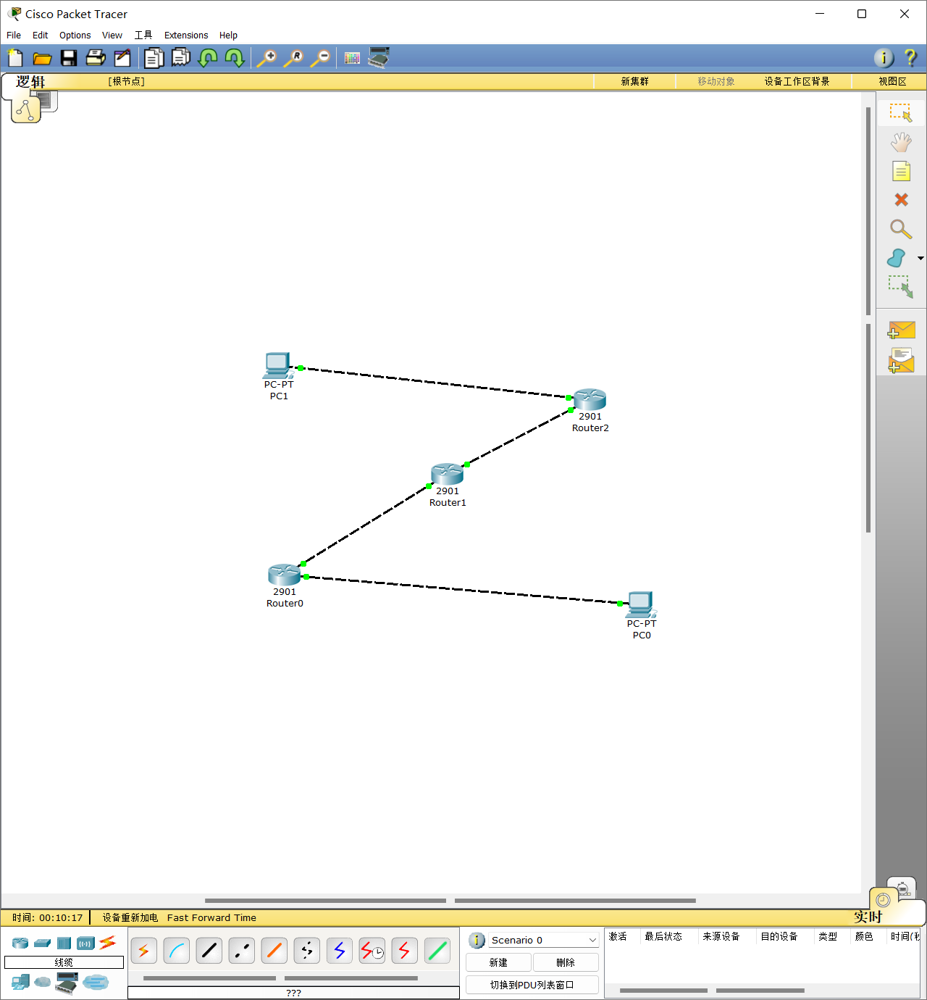 Cisco Packet Tracer
File Edit Options View 工具 Extensions Help
逻辑 [根节点] 新集群 移动对象 设备工作区背景 视图区
PC-PT
PC1
2901
Router2
2901
Router1
2901
Router0
PC-PT
PC0
时间: 00:10:17 设备重新加电 Fast Forward Time 实时
线缆
???
Scenario 0
新建 删除
切换到PDU列表窗口
激活 最后状态 来源设备 目的设备 类型 颜色 时间(秒